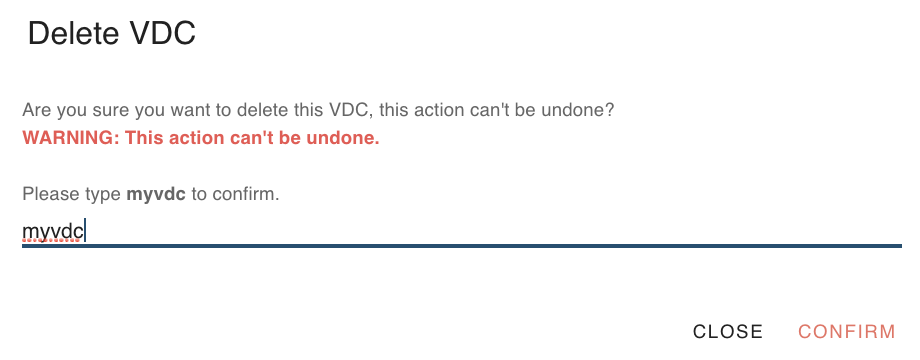 Delete VDC
Are you sure you want to delete this VDC, this action can't be undone?
WARNING: This action can't be undone.
Please type myvdc to confirm.
myvdc
CLOSE CONFIRM